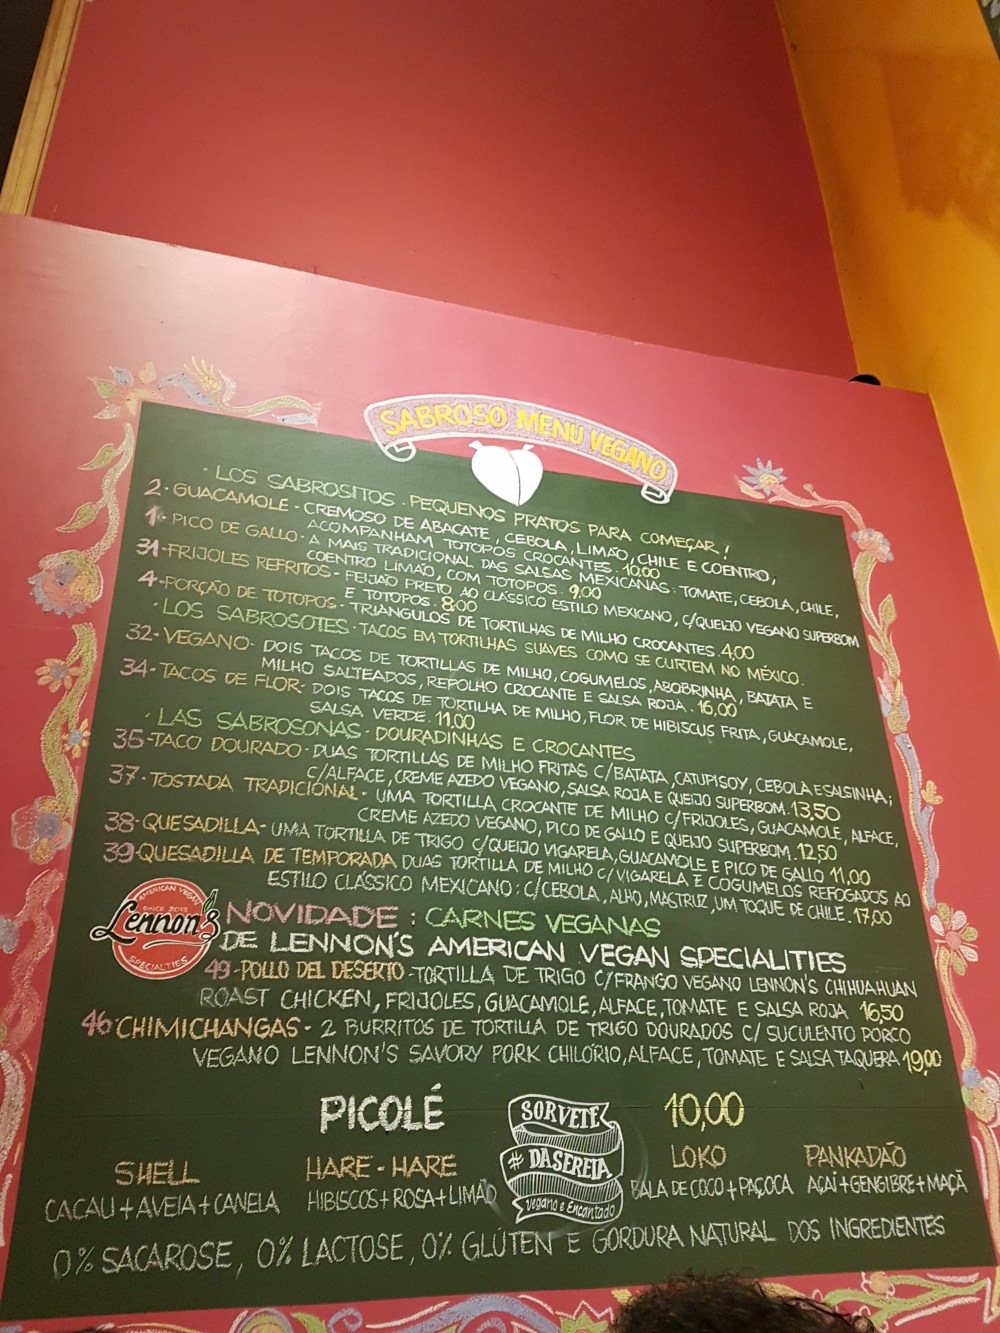 SABROSO MENU VEGANO
· LOS SABROSITOS · PEQUENOS PRATOS PARA COMEÇAR!
2 · GUACAMOLE - CREMOSO DE ABACATE, CEBOLA, LIMÃO, CHILE E COENTRO,
ACOMPANHAM TOTOPOS CROCANTES · 10,00
1 · PICO DE GALLO - A MAIS TRADICIONAL DAS SALSAS MEXICANAS: TOMATE, CEBOLA, CHILE,
COENTRO LIMÃO, COM TOTOPOS · 9,00
31 · FRIJOLES REFRITOS - FEIJÃO PRETO AO CLÁSSICO ESTILO MEXICANO, C/QUEIJO VEGANO SUPERBOM
E TOTOPOS · 8,00
4 · PORÇÃO DE TOTOPOS · TRIANGULOS DE TORTILHAS DE MILHO CROCANTES · 4,00
· LOS SABROSOTES · TACOS EM TORTILHAS SUAVES COMO SE CURTEM NO MÉXICO.
32 · VEGANO - DOIS TACOS DE TORTILLAS DE MILHO, COGUMELOS, ABOBRINHA, BATATA E
MILHO SALTEADOS, REPOLHO CROCANTE E SALSA ROJA · 16,00
34 · TACOS DE FLOR - DOIS TACOS DE TORTILHA DE MILHO, FLOR DE HIBISCUS FRITA, GUACAMOLE,
SALSA VERDE · 11,00
· LAS SABROSONAS · DOURADINHAS E CROCANTES
35 - TACO DOURADO - DUAS TORTILLAS DE MILHO FRITAS C/BATATA, CATUPISOY, CEBOLA E SALSINHA;
C/ALFACE, CREME AZEDO VEGANO, SALSA ROJA E QUEIJO SUPERBOM · 13,50
37 · TOSTADA TRADICIONAL - UMA TORTILLA CROCANTE DE MILHO C/FRIJOLES, GUACAMOLE, ALFACE,
CREME AZEDO VEGANO, PICO DE GALLO E QUEIJO SUPERBOM · 12,50
38 - QUESADILLA - UMA TORTILLA DE TRIGO C/QUEIJO VIGARELA, GUACAMOLE E PICO DE GALLO 11,00
39 · QUESADILLA DE TEMPORADA DUAS TORTILLA DE MILHO C/VIGARELA E COGUMELOS REFOGADOS AO
ESTILO CLÁSSICO MEXICANO: C/CEBOLA, ALHO, MASTRUZ, UM TOQUE DE CHILE · 17,00
AMERICAN VEGAN
SINCE 2013
Lennon's
SPECIALTIES
NOVIDADE: CARNES VEGANAS
DE LENNON'S AMERICAN VEGAN SPECIALITIES
49 · POLLO DEL DESERTO - TORTILLA DE TRIGO C/FRANGO VEGANO LENNON'S CHIHUAHUAN
ROAST CHICKEN, FRIJOLES, GUACAMOLE, ALFACE, TOMATE E SALSA ROJA 16,50
46 · CHIMICHANGAS - 2 BURRITOS DE TORTILLA DE TRIGO DOURADOS C/ SUCULENTO PORCO
VEGANO LENNON'S SAVORY PORK CHILÓRIO, ALFACE, TOMATE E SALSA TAQUERA 19,00
PICOLÉ
10,00
SORVETE
# DASEREIA
Vegano e Encantado
SHELL
CACAU + AVEIA + CANELA
HARE - HARE
HIBISCOS + ROSA + LIMÃO
LOKO
BALA DE COCO + PAÇOCA
PANKADÃO
AÇAÍ + GENGIBRE + MAÇÃ
0% SACAROSE, 0% LACTOSE, 0% GLÚTEN E GORDURA NATURAL DOS INGREDIENTES